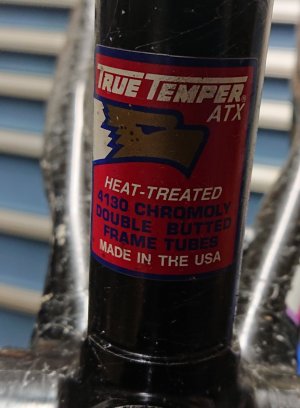 TRUE TEMPER®
ATX
HEAT-TREATED
4130 CHROMOLY
DOUBLE BUTTED
FRAME TUBES
MADE IN THE USA